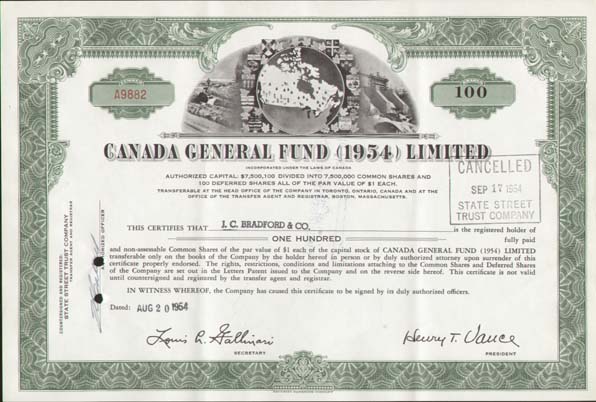 A9882
100
CANADA GENERAL FUND (1954) LIMITED
INCORPORATED UNDER THE LAWS OF CANADA
AUTHORIZED CAPITAL: $7,500,100 DIVIDED INTO 7,500,000 COMMON SHARES AND
100 DEFERRED SHARES ALL OF THE PAR VALUE OF $1 EACH.
TRANSFERABLE AT THE HEAD OFFICE OF THE COMPANY IN TORONTO, ONTARIO, CANADA AND AT THE
OFFICE OF THE TRANSFER AGENT AND REGISTRAR, BOSTON, MASSACHUSETTS.
CANCELLED
SEP 17 1954
STATE STREET
TRUST COMPANY
THIS CERTIFIES THAT J. C. BRADFORD & CO. is the registered holder of
ONE HUNDRED fully paid
and non-assessable Common Shares of the par value of $1 each of the capital stock of CANADA GENERAL FUND (1954) LIMITED
transferable only on the books of the Company by the holder hereof in person or by duly authorized attorney upon surrender of this
certificate properly endorsed. The rights, restrictions, conditions and limitations attaching to the Common Shares and Deferred Shares
of the Company are set out in the Letters Patent issued to the Company and on the reverse side hereof. This certificate is not valid
until countersigned and registered by the transfer agent and registrar.
IN WITNESS WHEREOF, the Company has caused this certificate to be signed by its duly authorized officers.
Dated: AUG 20 1954
Henry T. Vance
SECRETARY
PRESIDENT
COUNTERSIGNED AND REGISTERED:
STATE STREET TRUST COMPANY
TRANSFER AGENT AND REGISTRAR
AUTHORIZED OFFICER